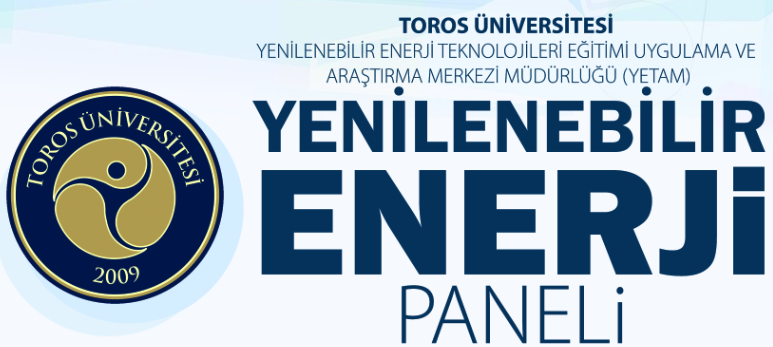 TOROS ÜNİVERSİTESİ
YENİLENEBİLİR ENERJİ TEKNOLOJİLERİ EĞİTİMİ UYGULAMA VE
ARAŞTIRMA MERKEZİ MÜDÜRLÜĞÜ (YETAM)
YENİLENEBİLİR
ENERJi
PANELi
TOROS ÜNİVERSİTESİ
2009